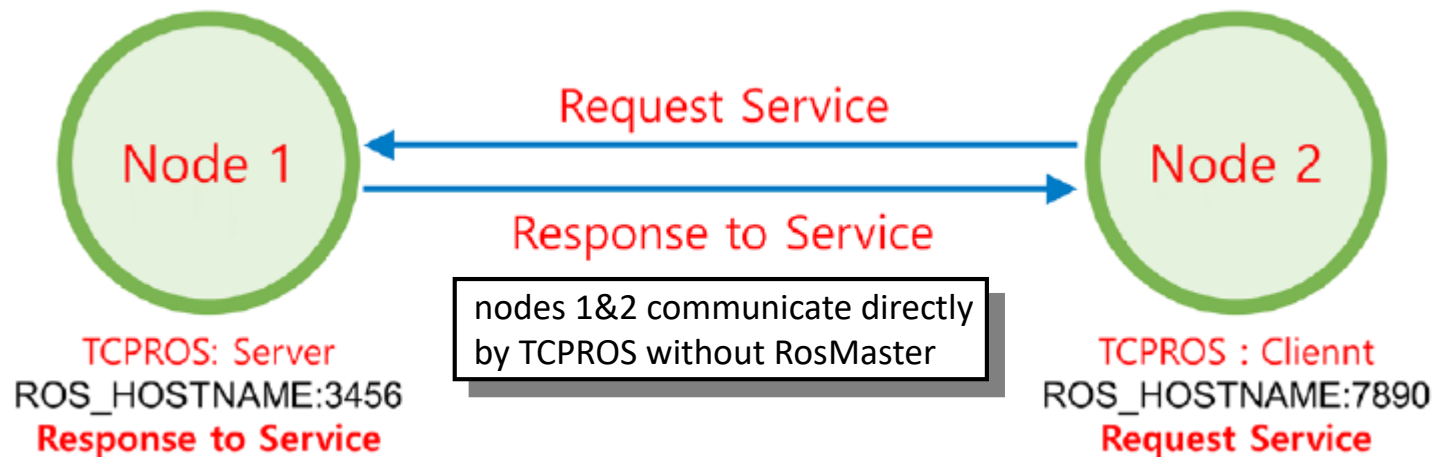 Request Service
Node 1
Node 2
Response to Service
nodes 1&2 communicate directly
by TCPROS without RosMaster
TCPROS: Server
ROS_HOSTNAME:3456
Response to Service
TCPROS : Cliennt
ROS_HOSTNAME:7890
Request Service